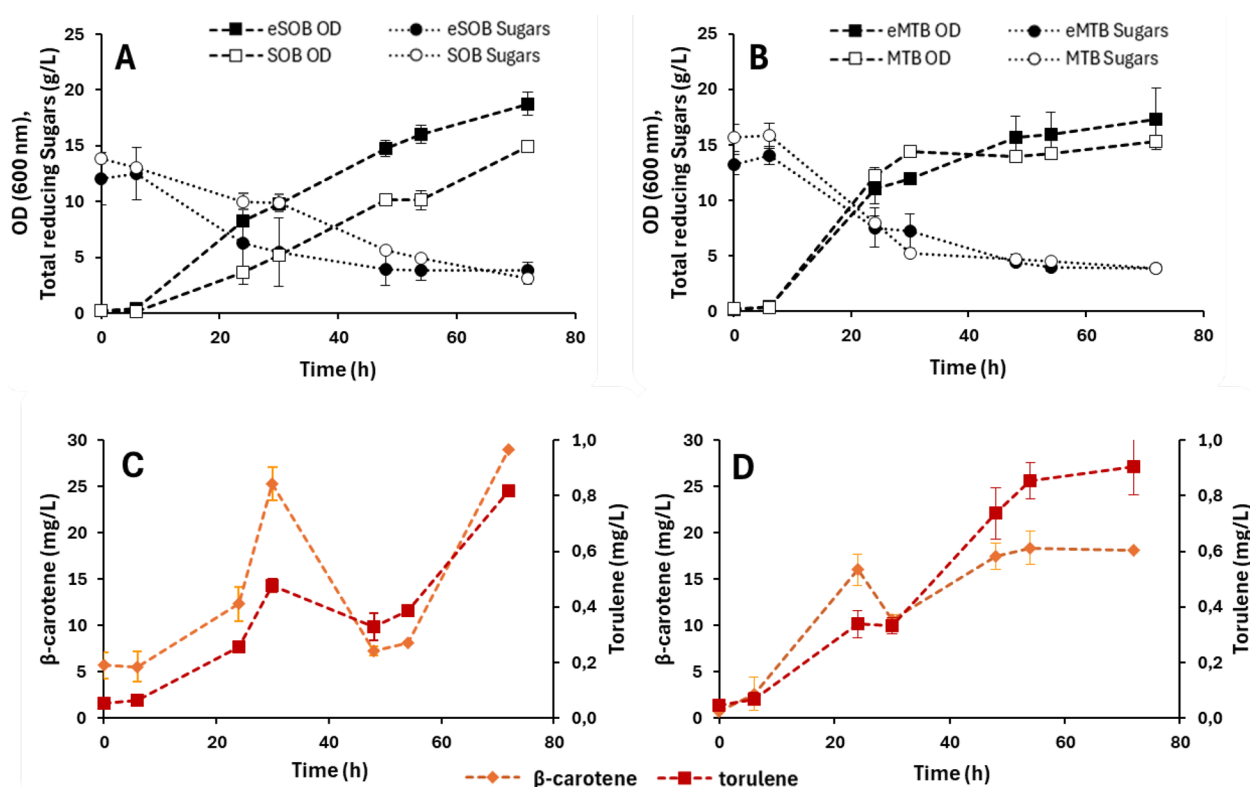 eSOB OD eSOB Sugars
SOB OD SOB Sugars
A
OD (600 nm),
Total reducing Sugars (g/L)
25
20
15
10
5
0
0 20 40 60 80
Time (h)
eMTB OD eMTB Sugars
MTB OD MTB Sugars
B
OD (600 nm),
Total reducing Sugars (g/L)
25
20
15
10
5
0
0 20 40 60 80
Time (h)
C
β-carotene (mg/L)
30
25
20
15
10
5
0
0 20 40 60 80
Time (h)
1,0
0,8
0,6
0,4
0,2
0,0
Torulene (mg/L)
D
β-carotene (mg/L)
30
25
20
15
10
5
0
0 20 40 60 80
Time (h)
1,0
0,8
0,6
0,4
0,2
0,0
Torulene (mg/L)
β-carotene torulene